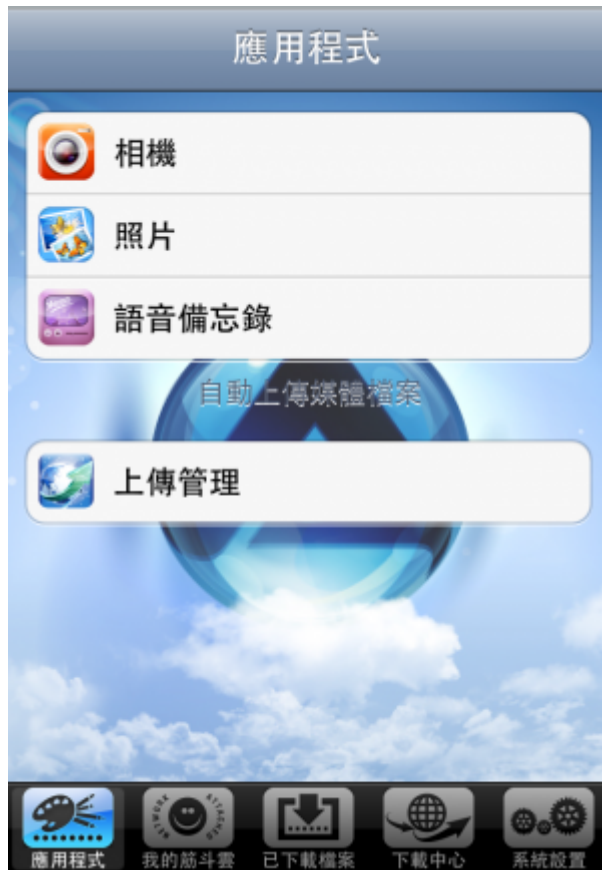 應用程式
相機
照片
語音備忘錄
自動上傳媒體檔案
上傳管理
NETWORK ATTACHED
應用程式
我的筋斗雲
已下載檔案
下載中心
系統設置